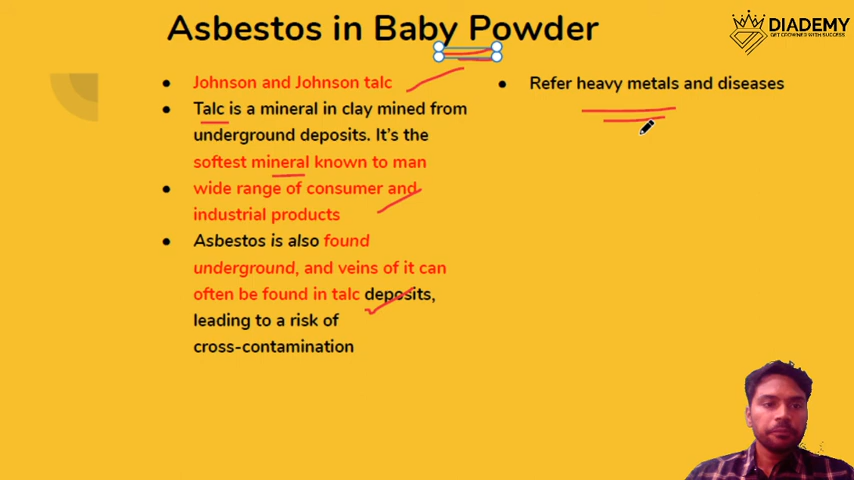 Asbestos in Baby Powder
DIADEMY
GET CROWNED WITH SUCCESS
Johnson and Johnson talc
Talc is a mineral in clay mined from
underground deposits. It's the
softest mineral known to man
wide range of consumer and
industrial products
Asbestos is also found
underground, and veins of it can
often be found in talc deposits,
leading to a risk of
cross-contamination
Refer heavy metals and diseases